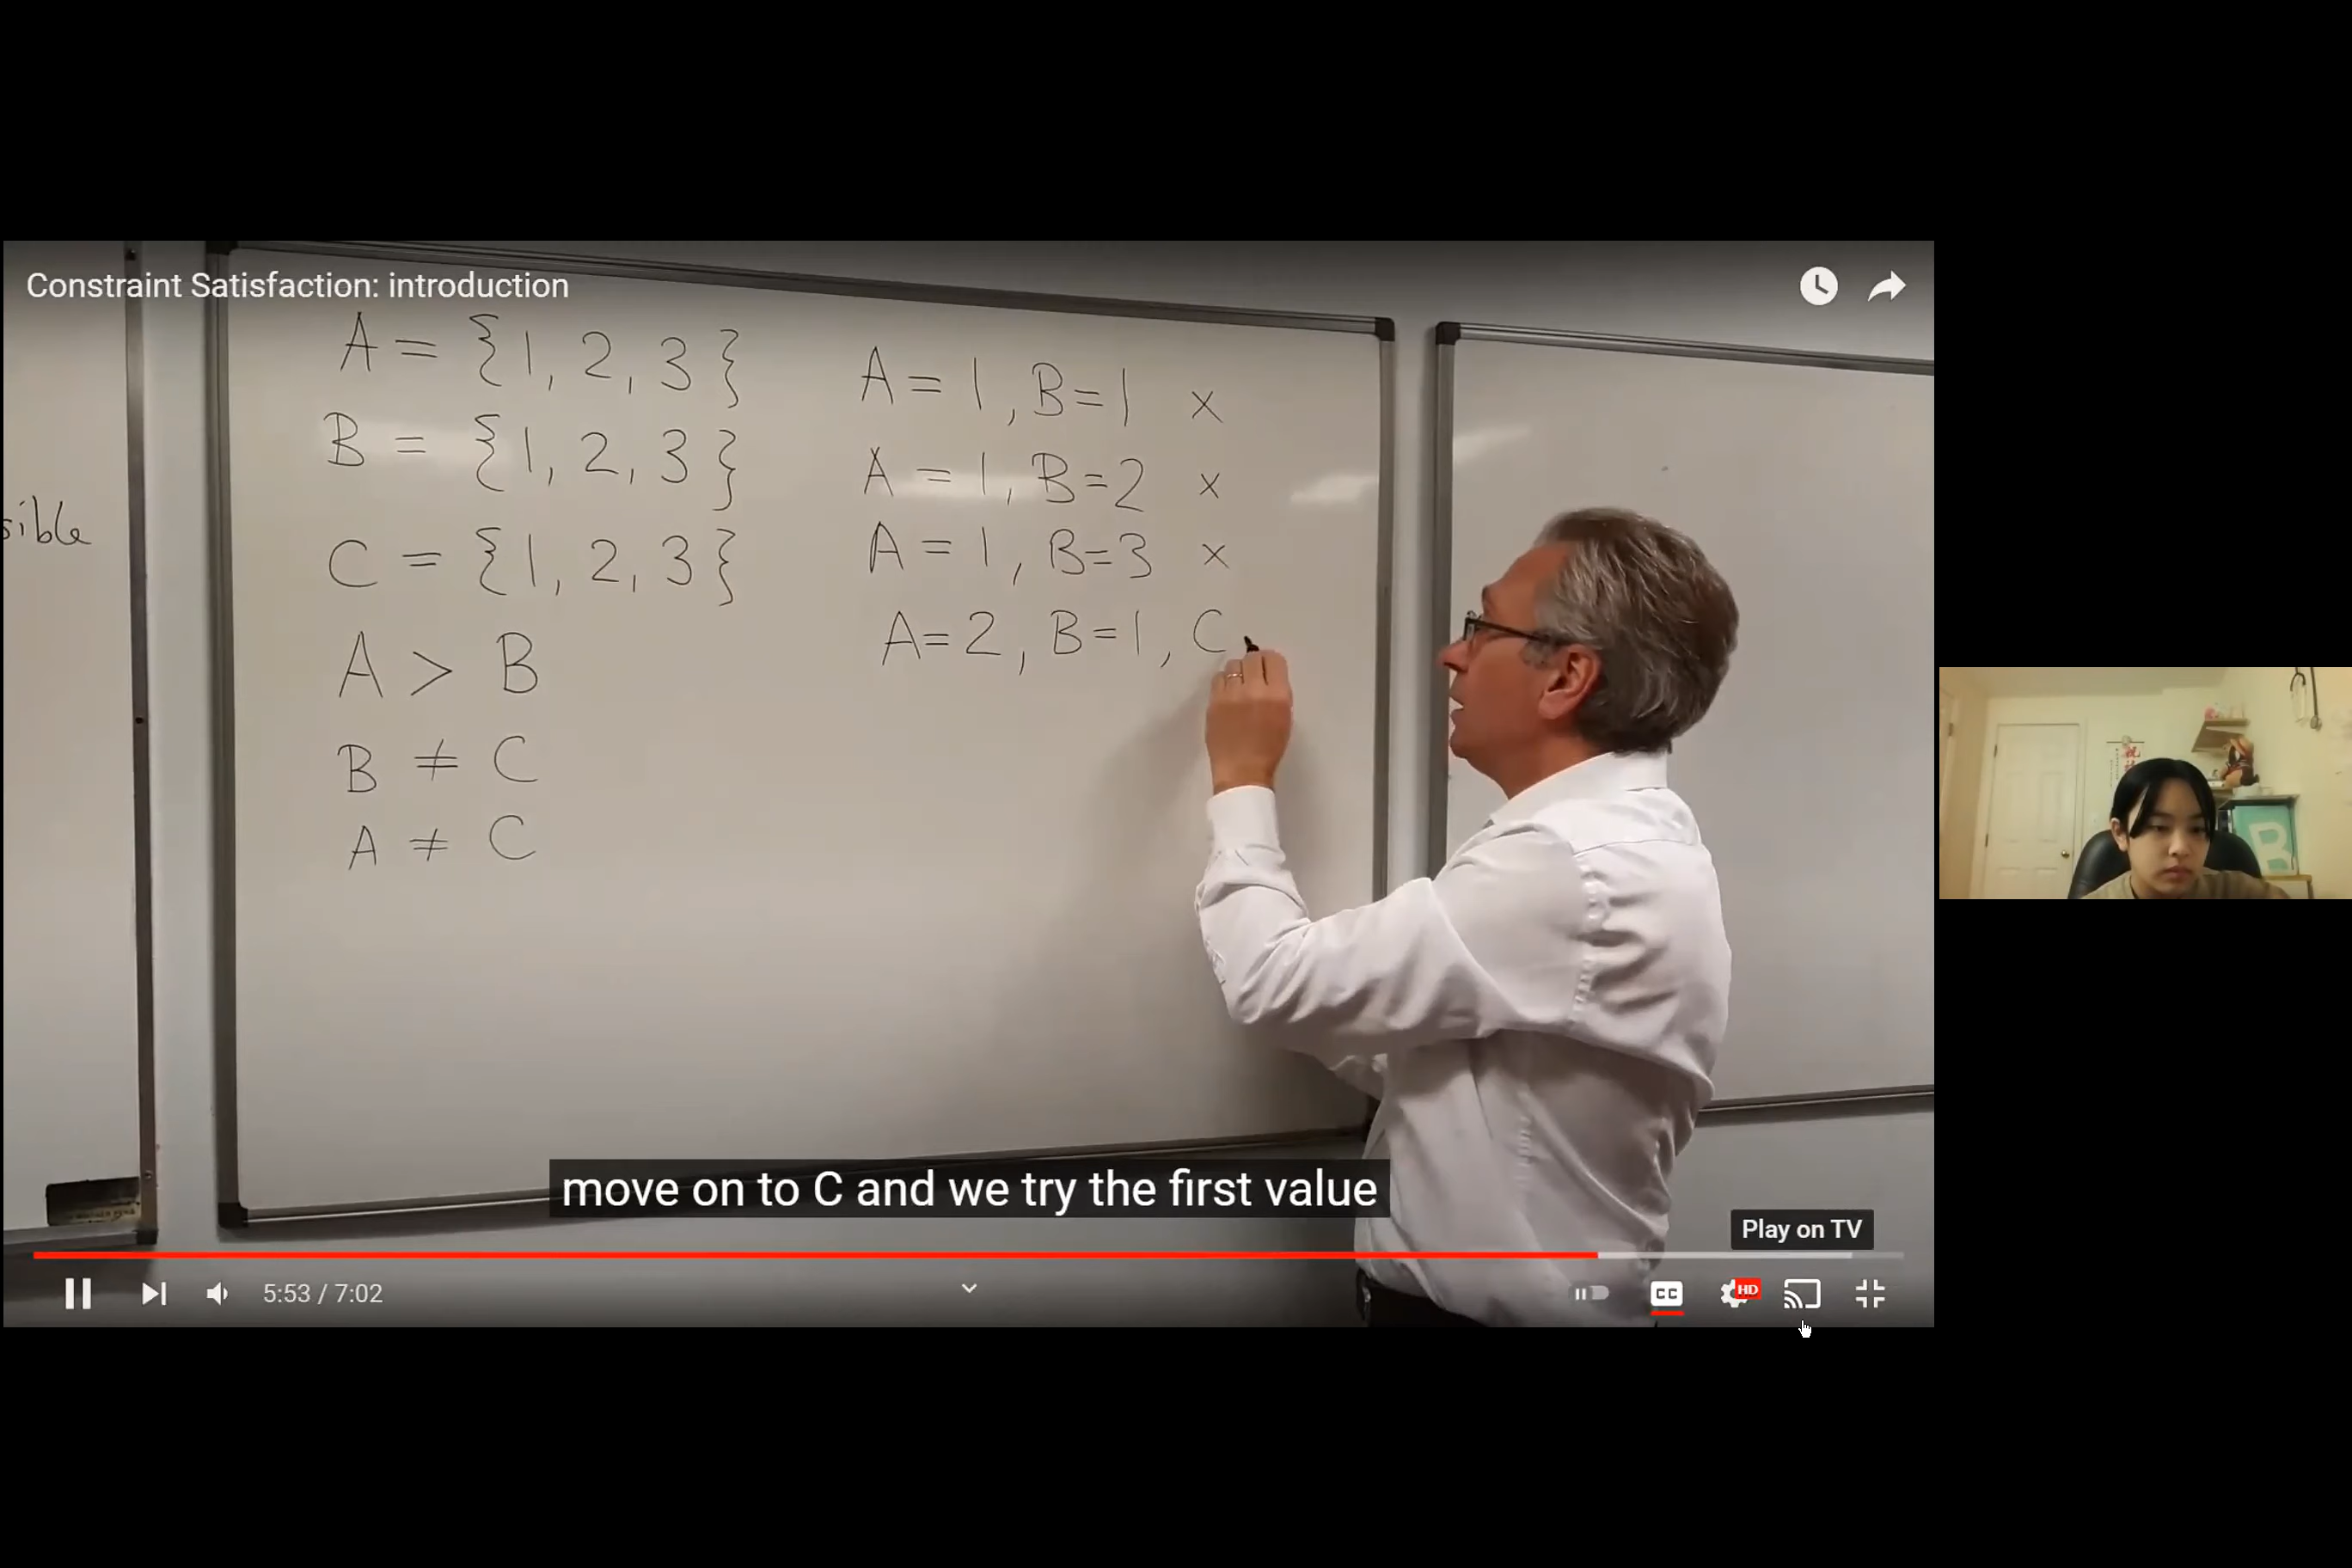 Constraint Satisfaction: introduction
sible
A = {1, 2, 3}
B = {1, 2, 3}
C = {1, 2, 3}
A > B
B ≠ C
A ≠ C
A = 1, B=1 ×
A = 1, B=2 ×
A = 1, B=3 ×
A=2, B=1, C
move on to C and we try the first value
Play on TV
5:53 / 7:02
CC
HD
祝
B